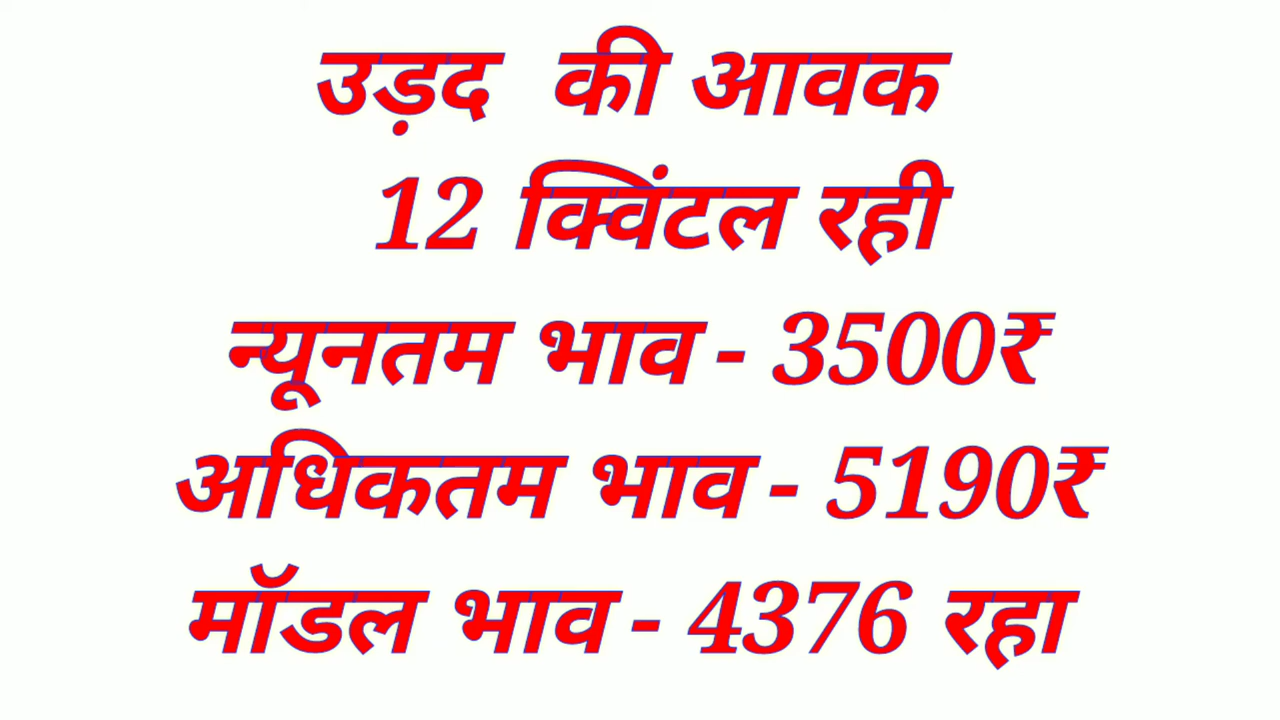 उड़द की आवक
12 क्विंटल रही
न्यूनतम भाव - 3500₹
अधिकतम भाव - 5190₹
मॉडल भाव - 4376 रहा